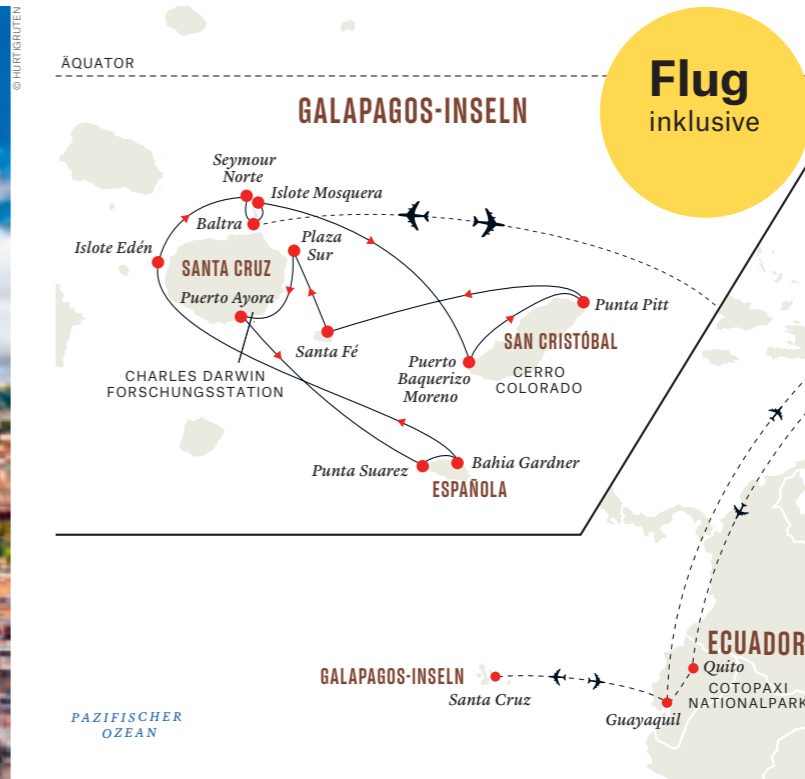 © HURTIGRUTEN
ÄQUATOR
Flug
inklusive
GALAPAGOS-INSELN
Seymour
Norte
Islote Mosquera
Baltra
Plaza
Sur
Islote Edén
SANTA CRUZ
Puerto Ayora
Punta Pitt
Santa Fé
SAN CRISTÓBAL
Puerto
Baquerizo
Moreno
CERRO
COLORADO
CHARLES DARWIN
FORSCHUNGSSTATION
Punta Suarez
Bahia Gardner
ESPAÑOLA
ECUADOR
GALAPAGOS-INSELN
Quito
Santa Cruz
COTOPAXI
NATIONALPARK
Guayaquil
PAZIFISCHER
OZEAN